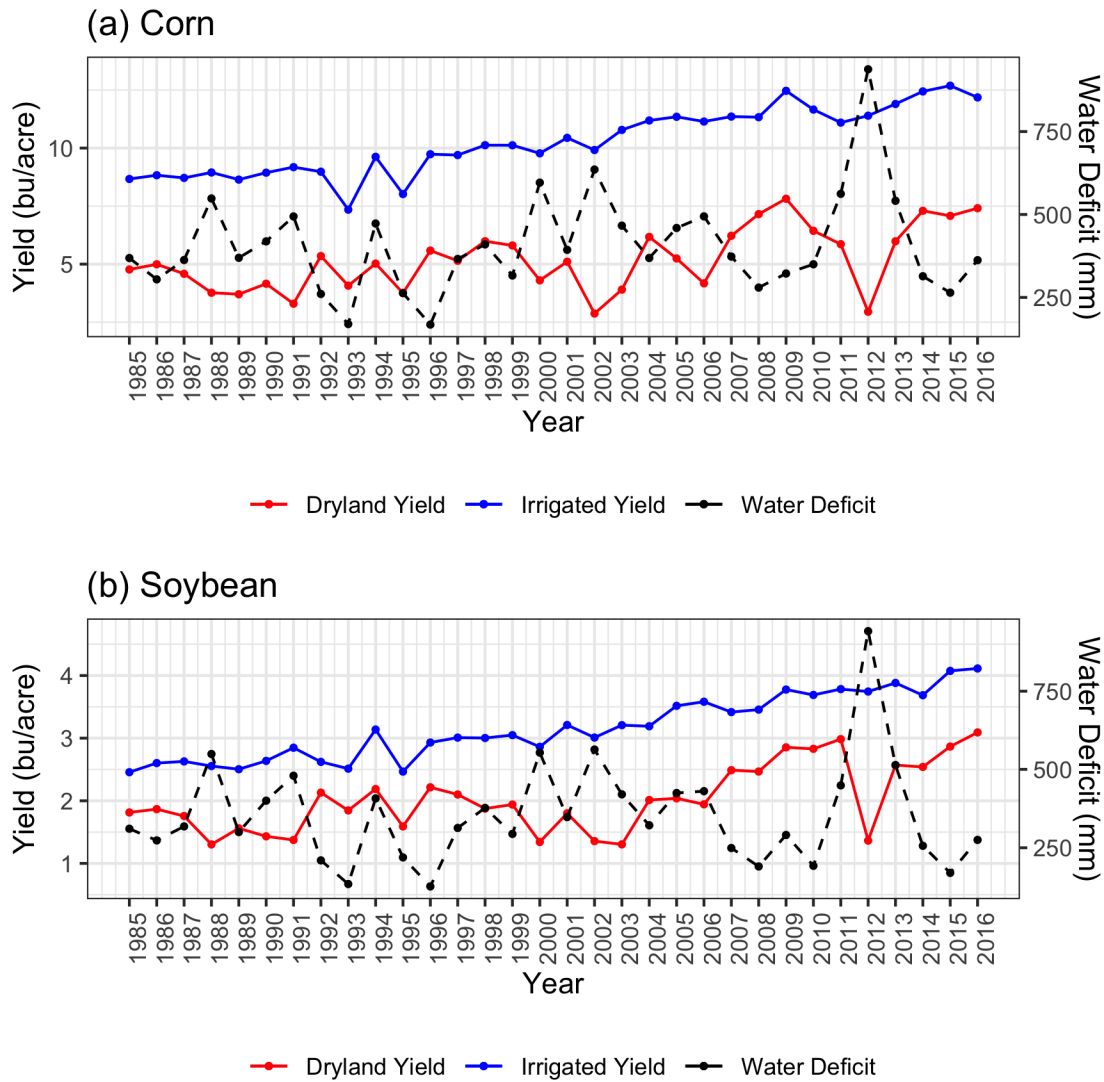 (a) Corn
Yield (bu/acre)
10
5
750
500
250
Water Deficit (mm)
1985 1986 1987 1988 1989 1990 1991 1992 1993 1994 1995 1996 1997 1998 1999 2000 2001 2002 2003 2004 2005 2006 2007 2008 2009 2010 2011 2012 2013 2014 2015 2016
Year
Dryland Yield Irrigated Yield Water Deficit
(b) Soybean
Yield (bu/acre)
4
3
2
1
750
500
250
Water Deficit (mm)
1985 1986 1987 1988 1989 1990 1991 1992 1993 1994 1995 1996 1997 1998 1999 2000 2001 2002 2003 2004 2005 2006 2007 2008 2009 2010 2011 2012 2013 2014 2015 2016
Year
Dryland Yield Irrigated Yield Water Deficit